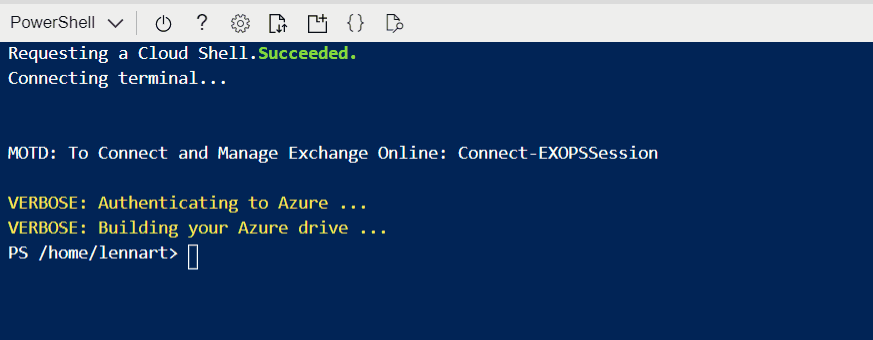 PowerShell
Requesting a Cloud Shell.Succeeded.
Connecting terminal...
MOTD: To Connect and Manage Exchange Online: Connect-EXOPSSession
VERBOSE: Authenticating to Azure ...
VERBOSE: Building your Azure drive ...
PS /home/lennart>